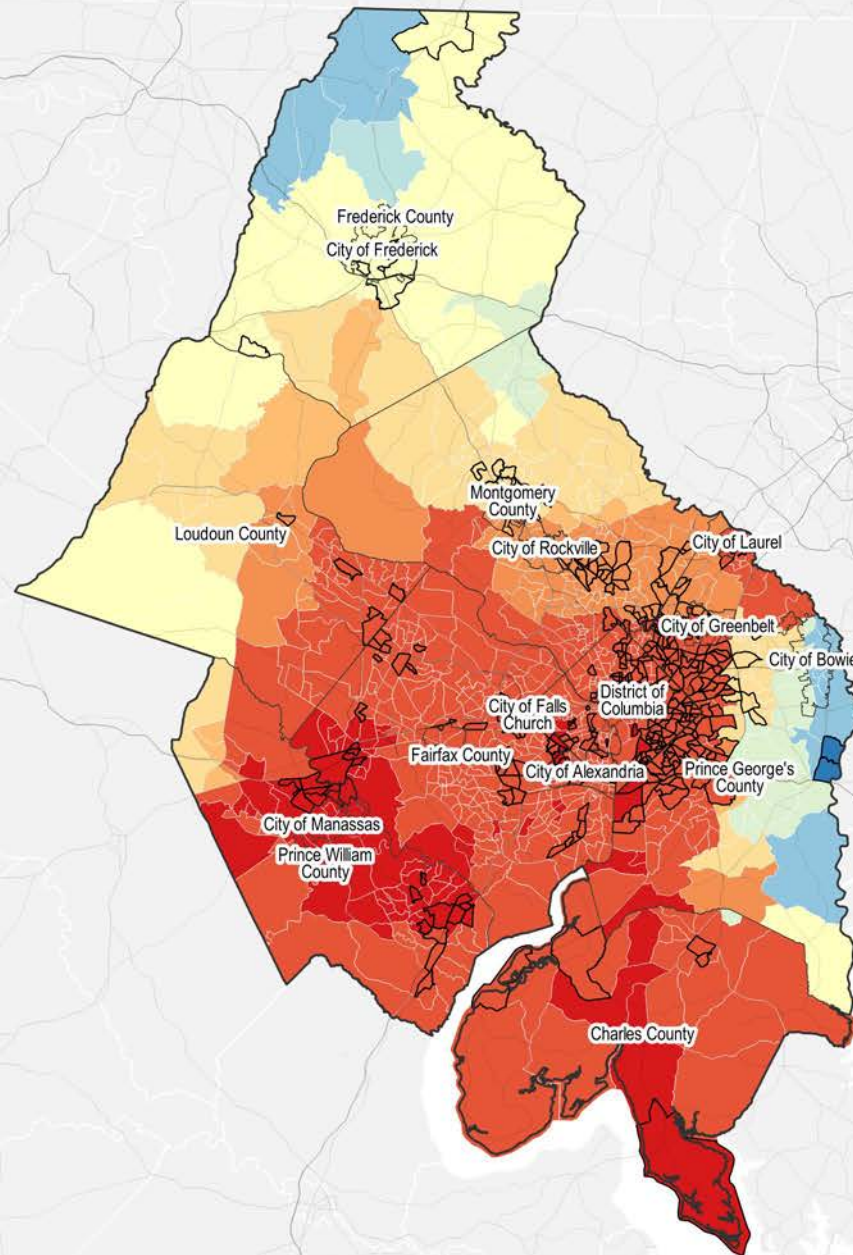 Frederick County
City of Frederick
Montgomery
County
Loudoun County
City of Rockville
City of Laurel
City of Greenbelt
City of Bowie
District of
Columbia
City of Falls
Church
Fairfax County
City of Alexandria
Prince George's
County
City of Manassas
Prince William
County
Charles County